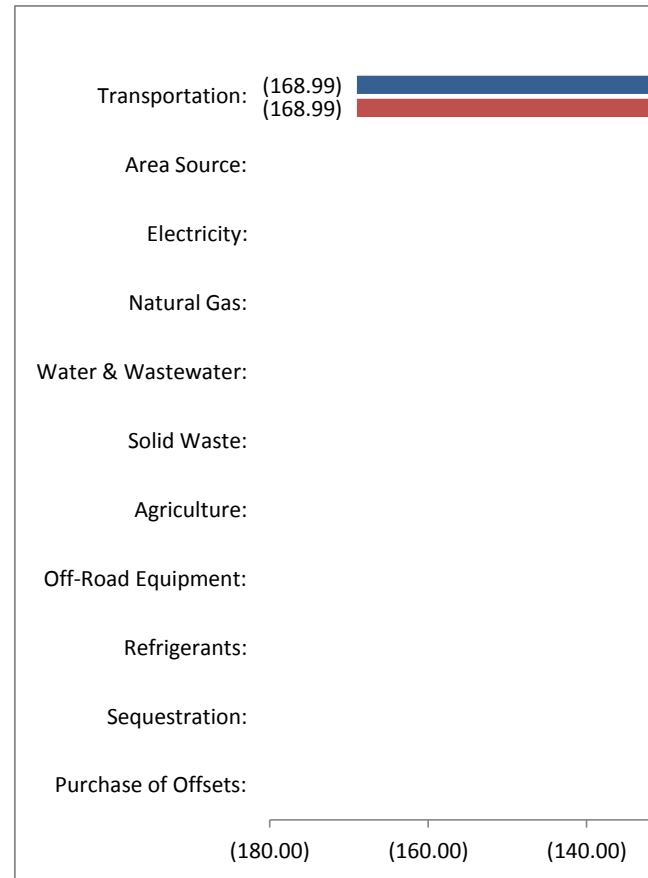 Transportation: (168.99)
(168.99)
Area Source:
Electricity:
Natural Gas:
Water & Wastewater:
Solid Waste:
Agriculture:
Off-Road Equipment:
Refrigerants:
Sequestration:
Purchase of Offsets:
(180.00) (160.00) (140.00)